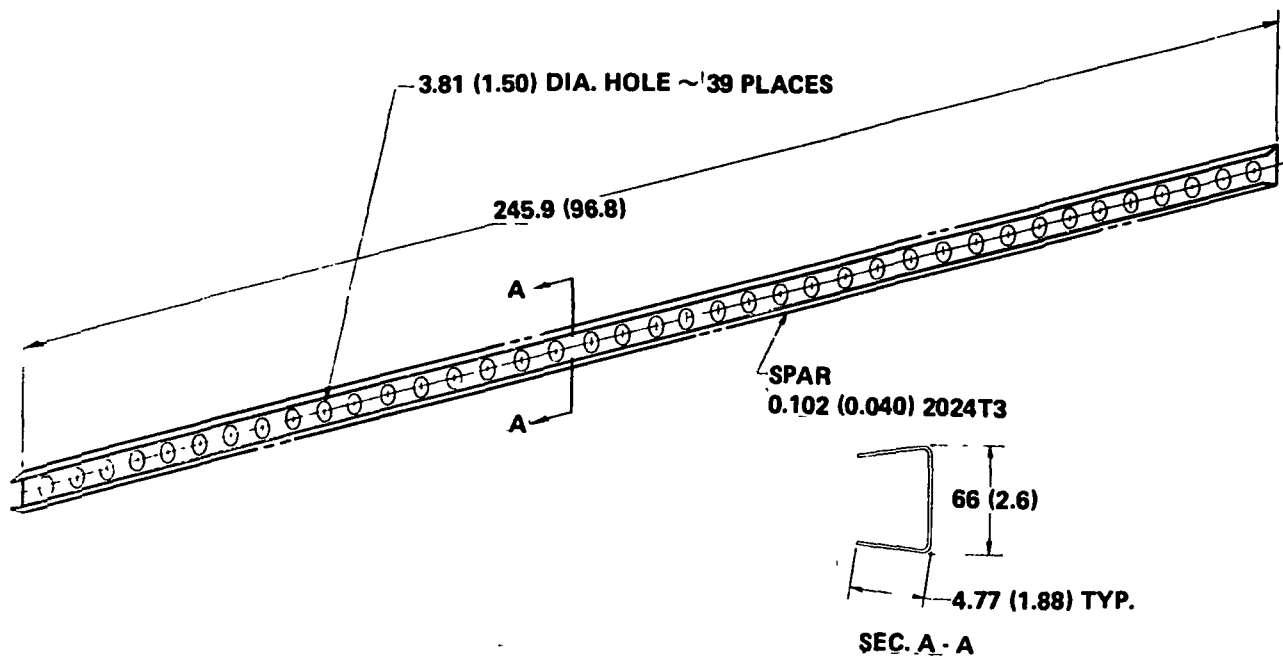 3.81 (1.50) DIA. HOLE ~ 39 PLACES
245.9 (96.8)
A
A
SPAR
0.102 (0.040) 2024T3
66 (2.6)
4.77 (1.88) TYP.
SEC. A - A